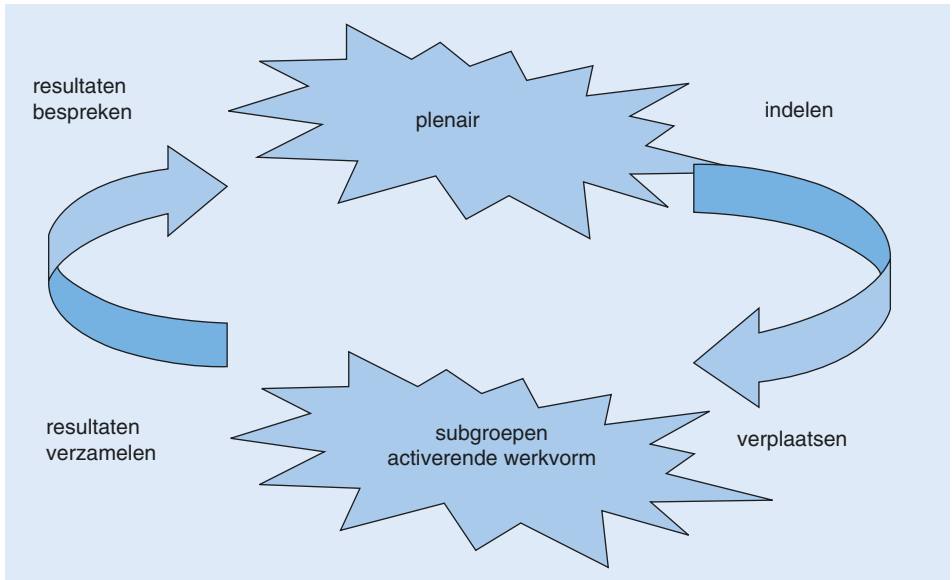 resultaten
bespreken
plenair
indelen
resultaten
verzamelen
subgroepen
activerende werkvorm
verplaatsen